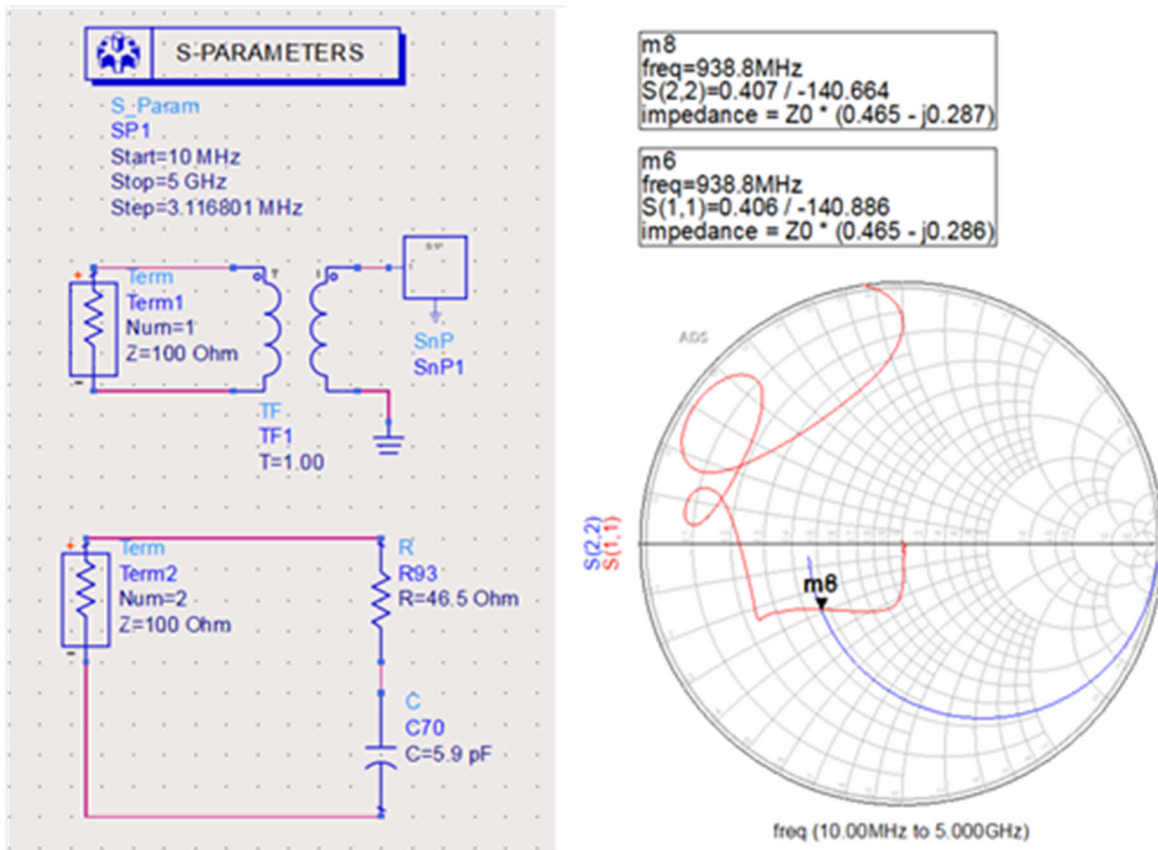 S-PARAMETERS
S_Param
SP1
Start=10 MHz
Stop=5 GHz
Step=3.116801 MHz
+
Term
Term1
Num=1
Z=100 Ohm
-
T
1
TF
TF1
T=1.00
SnP
SnP1
+
Term
Term2
Num=2
Z=100 Ohm
-
R
R93
R=46.5 Ohm
C
C70
C=5.9 pF
m8
freq=938.8MHz
S(2,2)=0.407 / -140.664
impedance = Z0 * (0.465 - j0.287)
m6
freq=938.8MHz
S(1,1)=0.406 / -140.886
impedance = Z0 * (0.465 - j0.286)
ADS
S(2,2)
S(1,1)
m8
freq (10.00MHz to 5.000GHz)